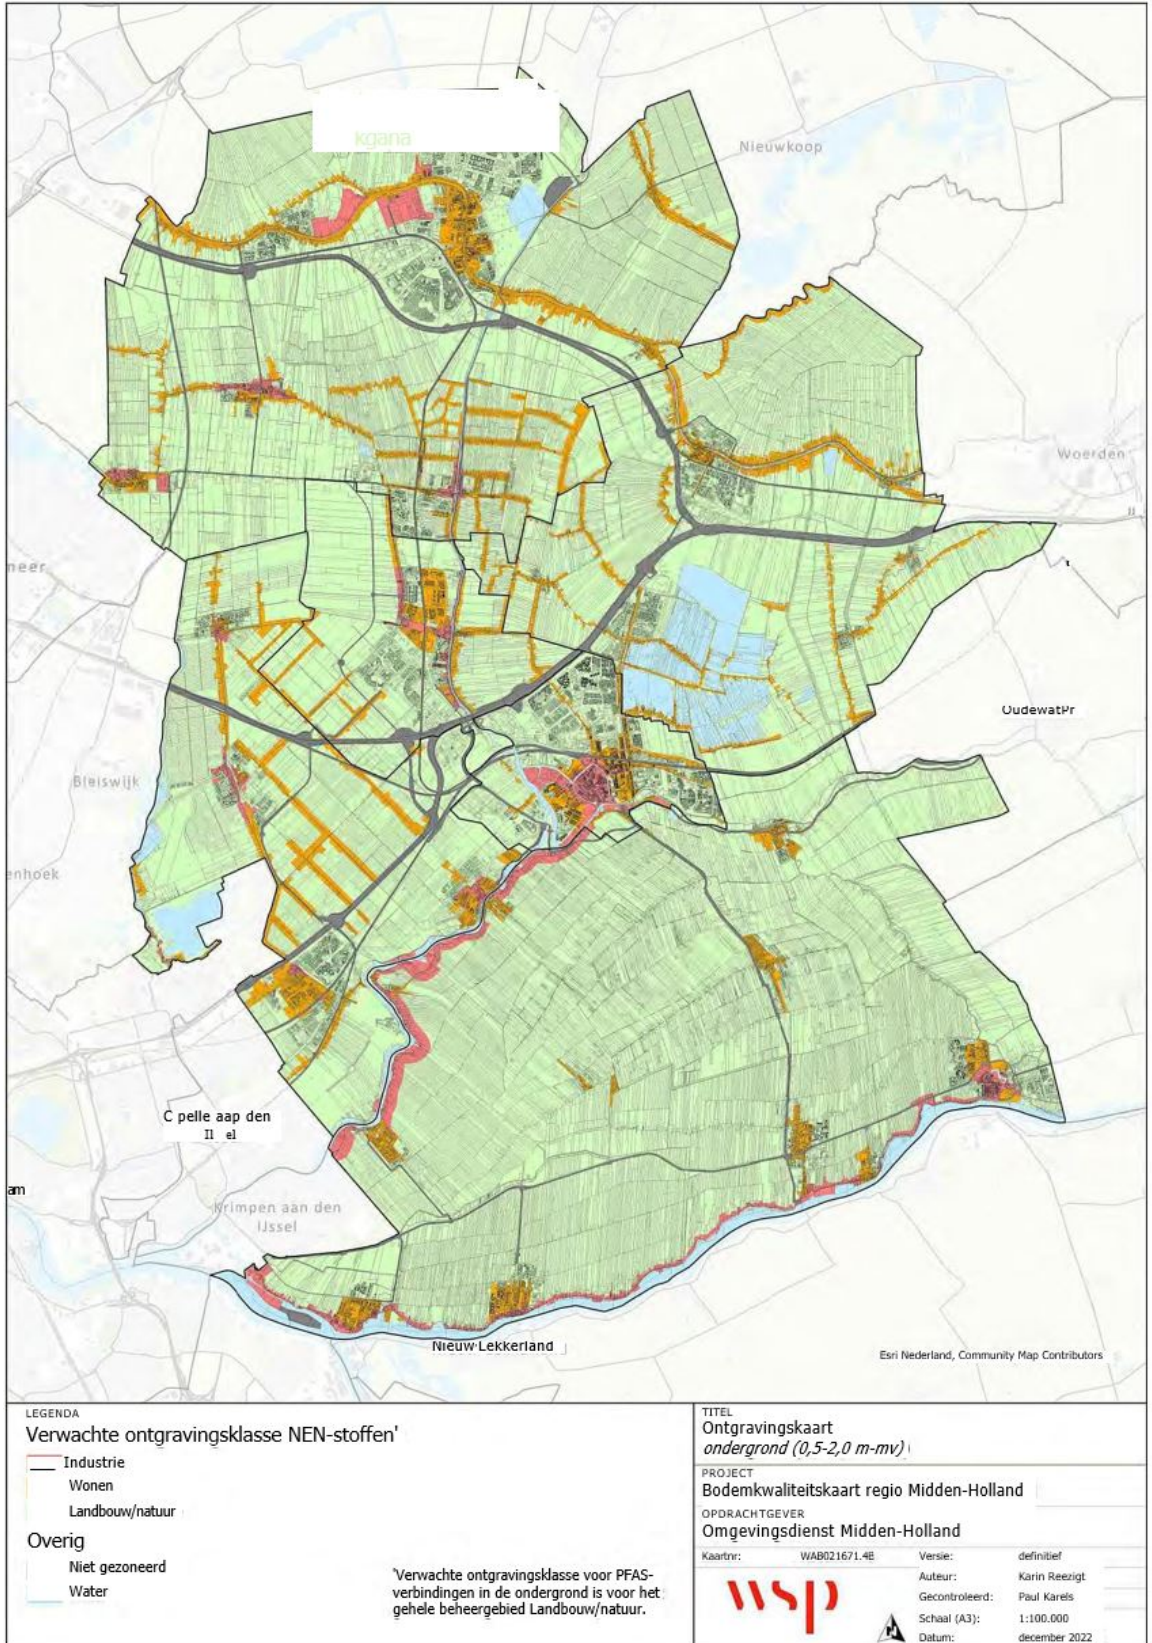 kgana
Nieuwkoop
Woerden
neer
OudewatPr
Bleiswijk
enhoek
C pelle aap den
Il el
am
Krimpen aan den
IJssel
Nieuw-Lekkerland
Esri Nederland, Community Map Contributors
LEGENDA
Verwachte ontgravingsklasse NEN-stoffen'
Industrie
Wonen
Landbouw/natuur
Overig
Niet gezoneerd
Water
'Verwachte ontgravingsklasse voor PFAS-
verbindingen in de ondergrond is voor het
gehele beheergebied Landbouw/natuur.
TITEL
Ontgravingskaart
ondergrond (0,5-2,0 m-mv)
PROJECT
Bodemkwaliteitskaart regio Midden-Holland
OPDRACHTGEVER
Omgevingsdienst Midden-Holland
Kaartnr: WAB021671.4B
Versie: definitief
Auteur: Karin Reezigt
Gecontroleerd: Paul Karels
Schaal (A3): 1:100.000
Datum: december 2022
wsp
N